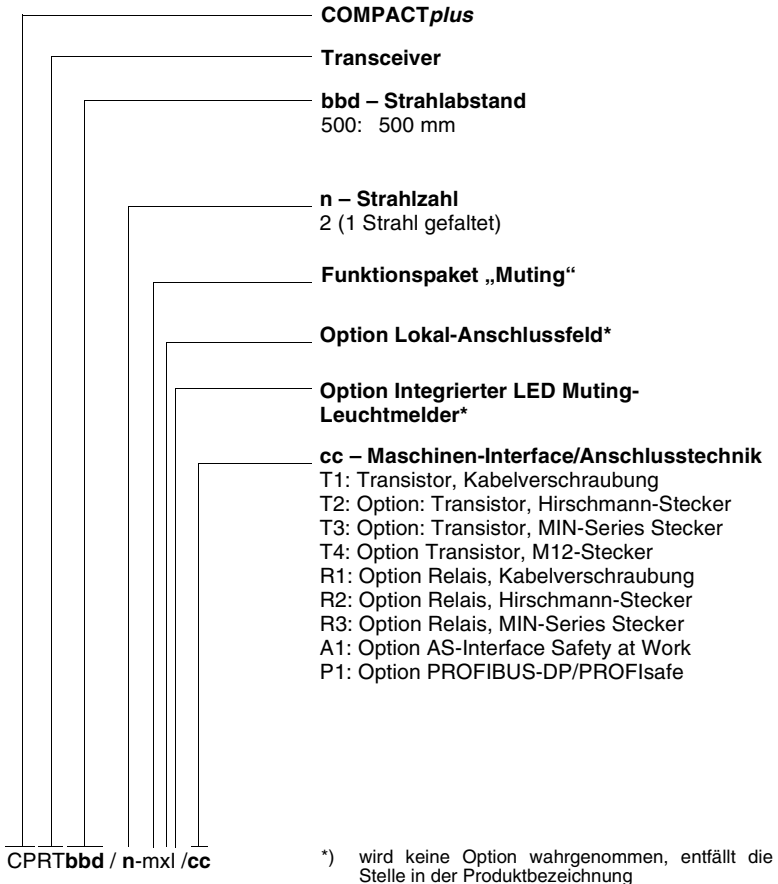 COMPACTplus
Transceiver
bbd – Strahlabstand
500: 500 mm
n – Strahlzahl
2 (1 Strahl gefaltet)
Funktionspaket „Muting“
Option Lokal-Anschlussfeld*
Option Integrierter LED Muting-
Leuchtmelder*
cc – Maschinen-Interface/Anschlusstechnik
T1: Transistor, Kabelverschraubung
T2: Option: Transistor, Hirschmann-Stecker
T3: Option: Transistor, MIN-Series Stecker
T4: Option Transistor, M12-Stecker
R1: Option Relais, Kabelverschraubung
R2: Option Relais, Hirschmann-Stecker
R3: Option Relais, MIN-Series Stecker
A1: Option AS-Interface Safety at Work
P1: Option PROFIBUS-DP/PROFIsafe
CPRTbbd / n-mxl /cc
*) wird keine Option wahrgenommen, entfällt die
Stelle in der Produktbezeichnung